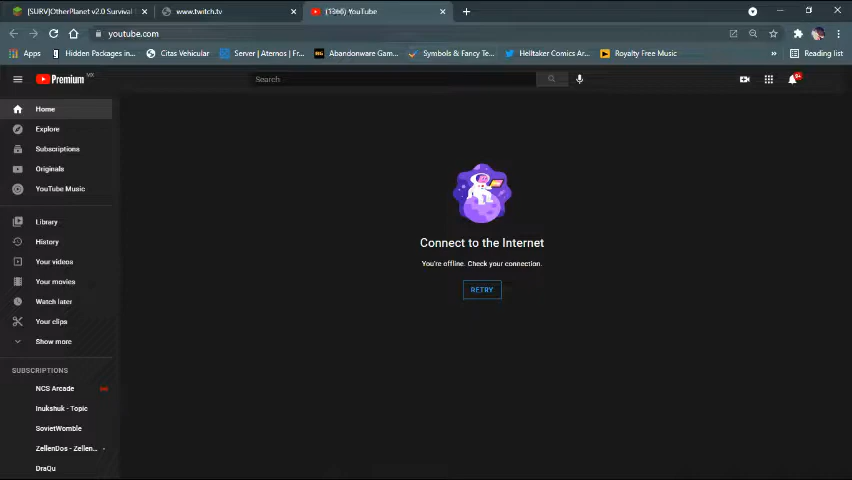 [SURV]OtherPlanet v2.0 Survival
www.twitch.tv
(1366) YouTube
youtube.com
Apps
Hidden Packages in...
Citas Vehicular
Server | Aternos | Fr...
Abandonware Gam...
Symbols & Fancy Te...
Helltaker Comics Ar...
Royalty Free Music
»
Reading list
Premium MX
Search
9+
Home
Explore
Subscriptions
Originals
YouTube Music
Library
History
Your videos
Your movies
Watch later
Your clips
Show more
SUBSCRIPTIONS
NCS Arcade
Inukshuk - Topic
SovietWomble
ZellenDos - Zellen...
DraQu
Connect to the Internet
You're offline. Check your connection.
RETRY